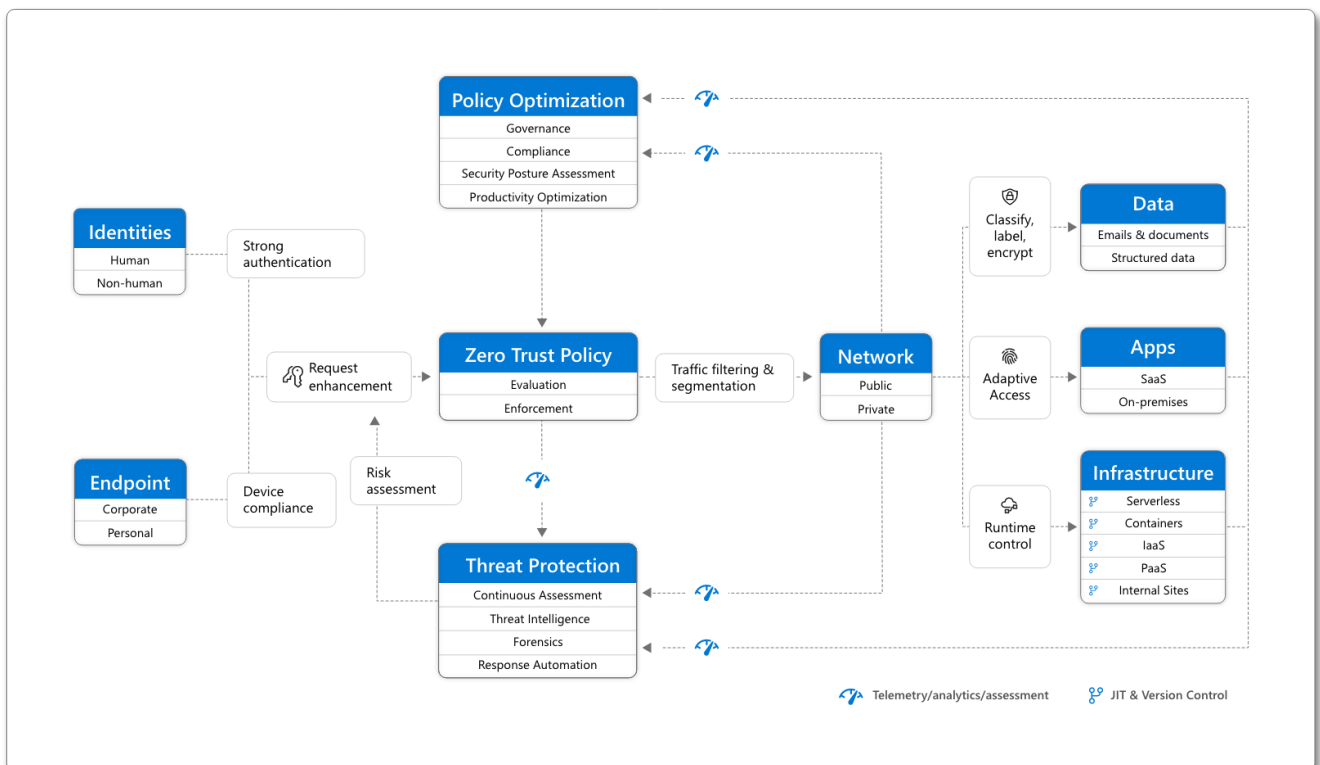 Policy Optimization
Governance
Compliance
Security Posture Assessment
Productivity Optimization
Identities
Human
Non-human
Strong
authentication
Endpoint
Corporate
Personal
Device
compliance
Request
enhancement
Risk
assessment
Zero Trust Policy
Evaluation
Enforcement
Threat Protection
Continuous Assessment
Threat Intelligence
Forensics
Response Automation
Traffic filtering &
segmentation
Network
Public
Private
Classify,
label,
encrypt
Data
Emails & documents
Structured data
Adaptive
Access
Apps
SaaS
On-premises
Runtime
control
Infrastructure
Serverless
Containers
IaaS
PaaS
Internal Sites
Telemetry/analytics/assessment
JIT & Version Control